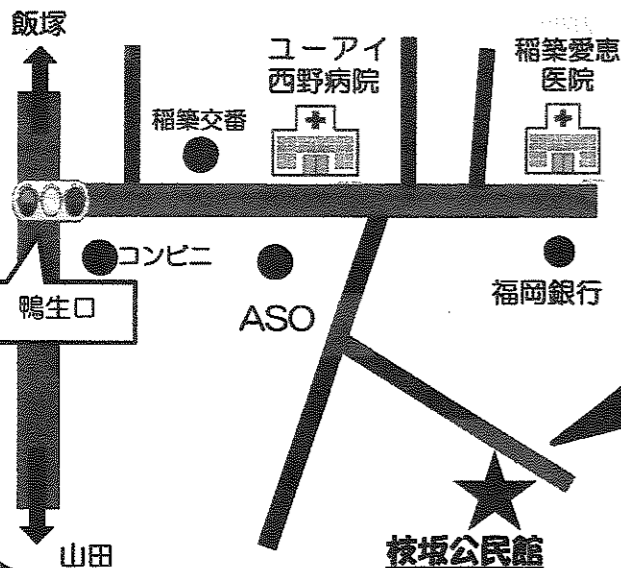 飯塚
ユーアイ
西野病院
稲築愛恵
医院
稲築交番
コンビニ
鴨生口
ASO
福岡銀行
山田
枝坂公民館